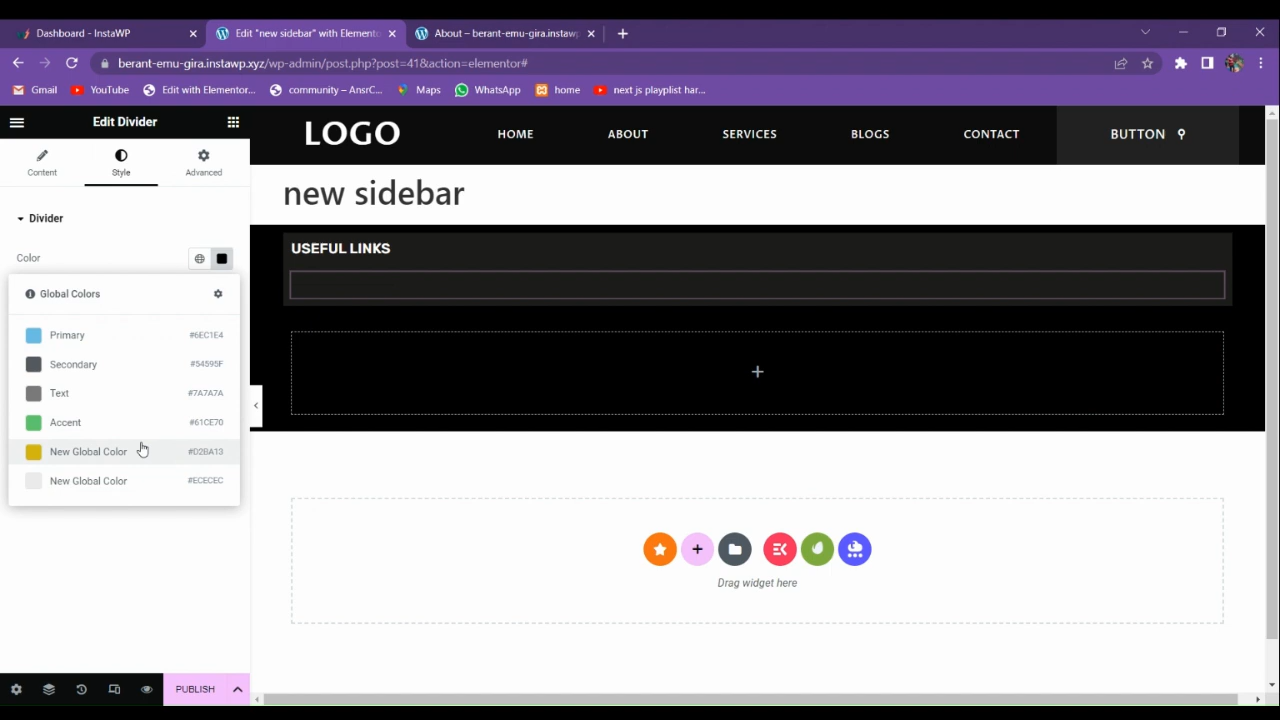 Dashboard - InstaWP
Edit "new sidebar" with Elemento
About – berant-emu-gira.instawp
berant-emu-gira.instawp.xyz/wp-admin/post.php?post=41&action=elementor#
Gmail
YouTube
Edit with Elementor...
community – AnsrC...
Maps
WhatsApp
home
next js playlist har...
Edit Divider
Content
Style
Advanced
Divider
Color
Global Colors
Primary #6EC1E4
Secondary #54595F
Text #7A7A7A
Accent #61CE70
New Global Color #D2BA13
New Global Color #ECECEC
PUBLISH
LOGO
HOME
ABOUT
SERVICES
BLOGS
CONTACT
BUTTON
new sidebar
USEFUL LINKS
Drag widget here